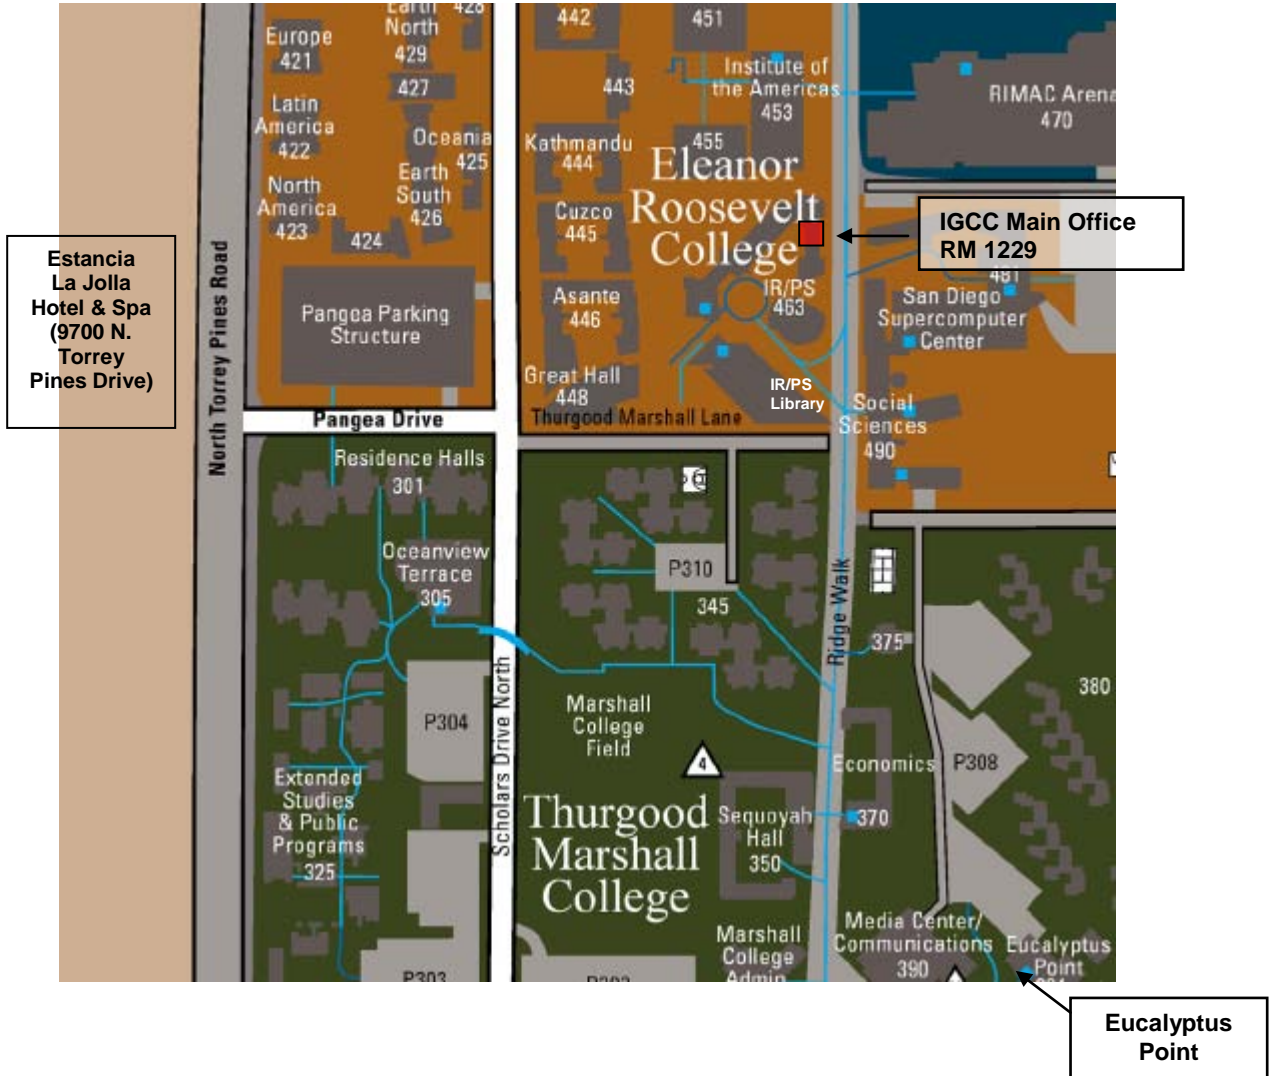 Earth
North
429
428
442
451
Europe
421
427
443
Institute of
the Americas
453
RIMAC Arena
470
Latin
America
422
Oceania
425
Kathmandu
444
455
Earth
South
426
North
America
423
424
Cuzco
445
Eleanor
Roosevelt
College
IGCC Main Office
RM 1229
Estancia
La Jolla
Hotel & Spa
(9700 N.
Torrey
Pines Drive)
North Torrey Pines Road
Pangea Parking
Structure
Asante
446
IR/PS
463
481
San Diego
Supercomputer
Center
Great Hall
448
IR/PS
Library
Social
Sciences
490
Pangea Drive
Thurgood Marshall Lane
Residence Halls
301
Oceanview
Terrace
305
P310
345
Ridge Walk
375
380
Scholars Drive North
P304
Marshall
College
Field
4
Economics
370
P308
Extended
Studies
& Public
Programs
325
Thurgood
Marshall
College
Sequoyah
Hall
350
Marshall
College
Admin
Media Center/
Communications
390
Eucalyptus
Point
P303
Eucalyptus
Point